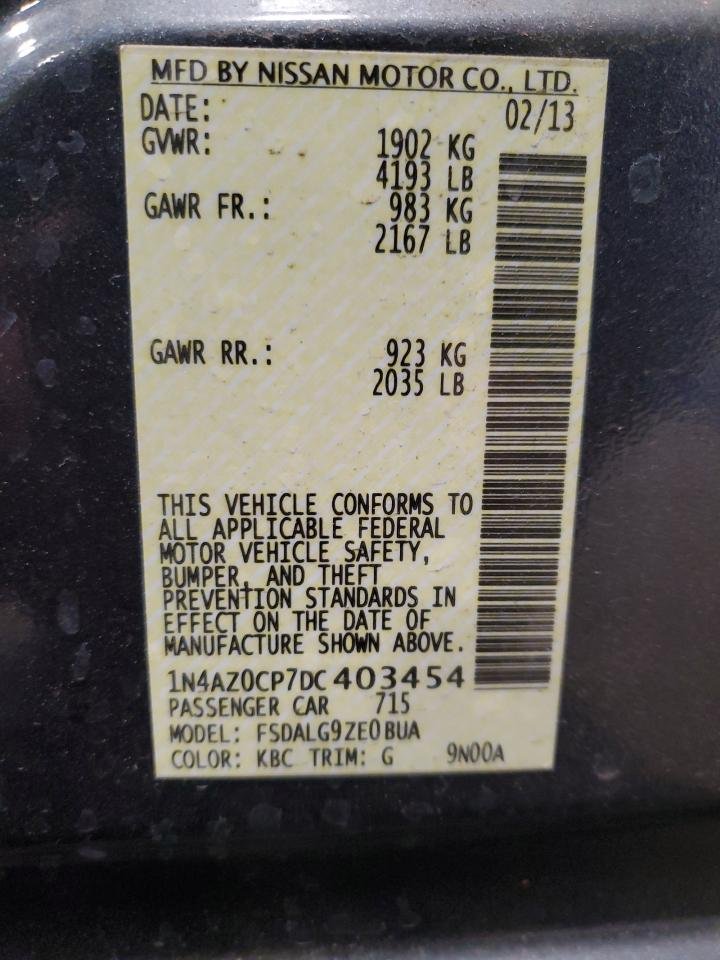 MFD BY NISSAN MOTOR CO., LTD.
DATE: 02/13
GVWR: 1902 KG
4193 LB
GAWR FR.: 983 KG
2167 LB
GAWR RR.: 923 KG
2035 LB
THIS VEHICLE CONFORMS TO
ALL APPLICABLE FEDERAL
MOTOR VEHICLE SAFETY,
BUMPER, AND THEFT
PREVENTION STANDARDS IN
EFFECT ON THE DATE OF
MANUFACTURE SHOWN ABOVE.
1N4AZ0CP7DC403454
PASSENGER CAR 715
MODEL: FSDALG9ZE0BUA
COLOR: KBC TRIM: G 9N00A